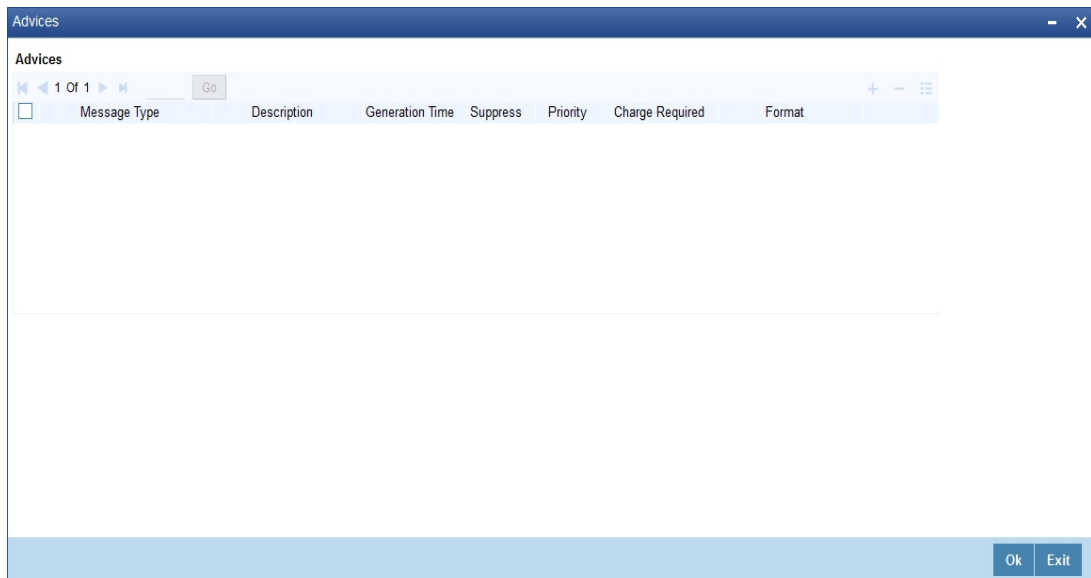 Advices
Advices
1 Of 1 Go
Message Type Description Generation Time Suppress Priority Charge Required Format
Ok Exit